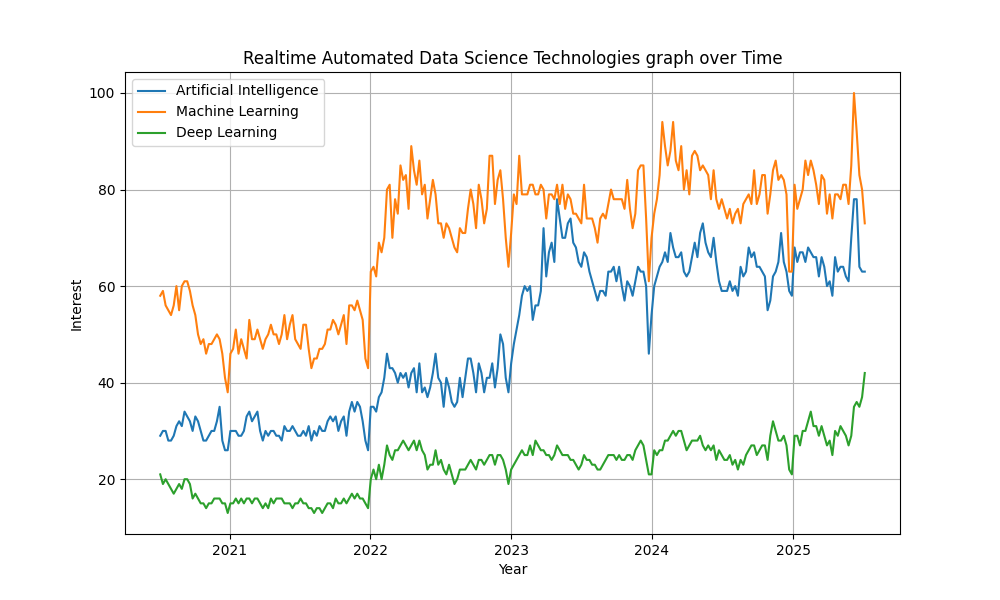 Realtime Automated Data Science Technologies graph over Time
Artificial Intelligence
Machine Learning
Deep Learning
100
80
60
40
20
Interest
2021 2022 2023 2024 2025
Year